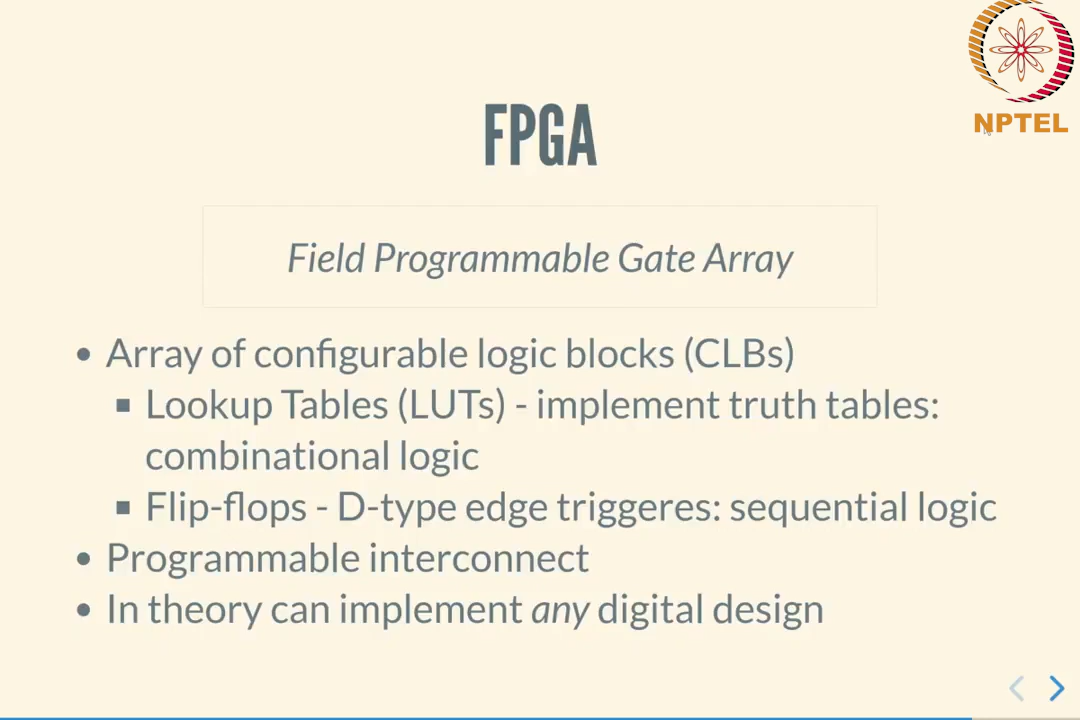 NPTEL
FPGA
Field Programmable Gate Array
• Array of configurable logic blocks (CLBs)
▪ Lookup Tables (LUTs) - implement truth tables:
combinational logic
▪ Flip-flops - D-type edge triggeres: sequential logic
• Programmable interconnect
• In theory can implement any digital design